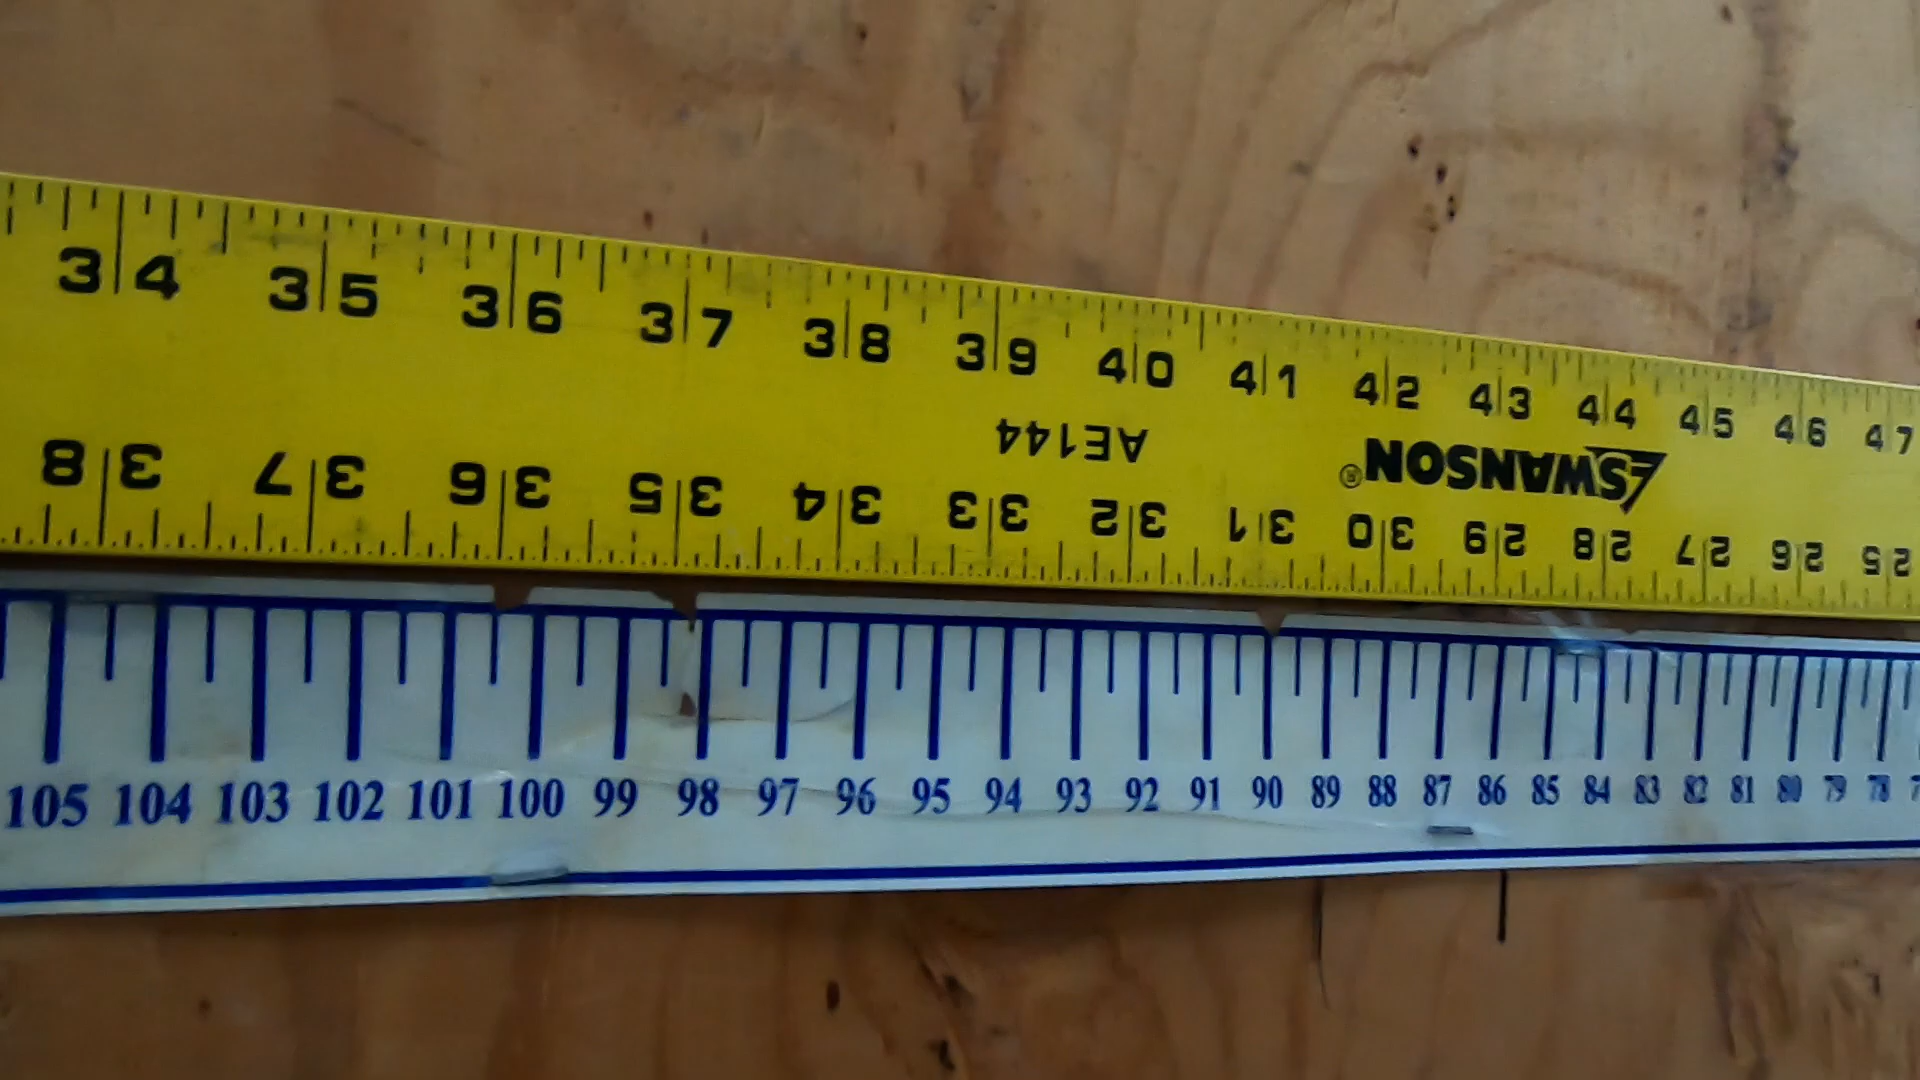 34 35 36 37 38 39 40 41 42 43 44 45 46 47
AE144
SWANSON®
38 37 36 35 34 33 32 31 30 29 28 27 26 25
105 104 103 102 101 100 99 98 97 96 95 94 93 92 91 90 89 88 87 86 85 84 83 82 81 80 79 78